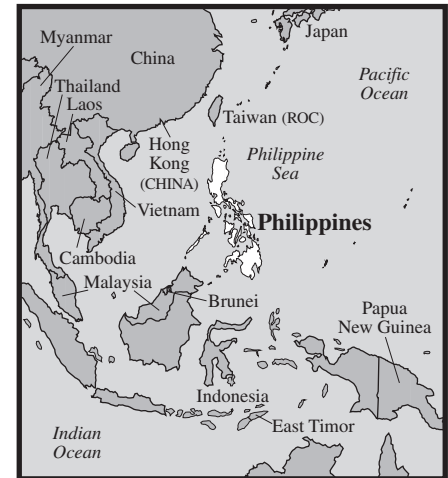 Myanmar
China
Japan
Thailand
Laos
Pacific
Ocean
Taiwan (ROC)
Hong
Kong
(CHINA)
Philippine
Sea
Vietnam
Philippines
Cambodia
Malaysia
Brunei
Papua
New Guinea
Indonesia
East Timor
Indian
Ocean